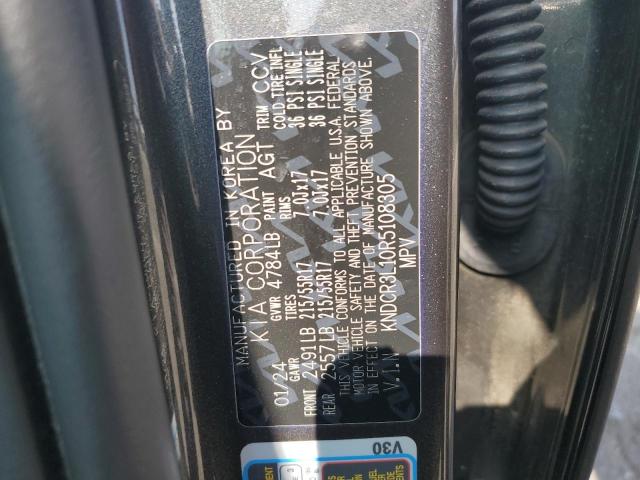 MANUFACTURED IN KOREA BY
KIA CORPORATION
01/24 GVWR 4784LB PAINT AGT TRIM CCV
GAWR TIRES RIMS COLD TIRE INFL
FRONT 2491LB 215/55R17 7.0Jx17 36 PSI SINGLE
REAR 2557LB 215/55R17 7.0Jx17 36 PSI SINGLE
THIS VEHICLE CONFORMS TO ALL APPLICABLE U.S.A. FEDERAL
MOTOR VEHICLE SAFETY AND THEFT PREVENTION STANDARDS
IN EFFECT ON THE DATE OF MANUFACTURE SHOWN ABOVE.
V.I.N KNDCR3L10R5108305
MPV
V30